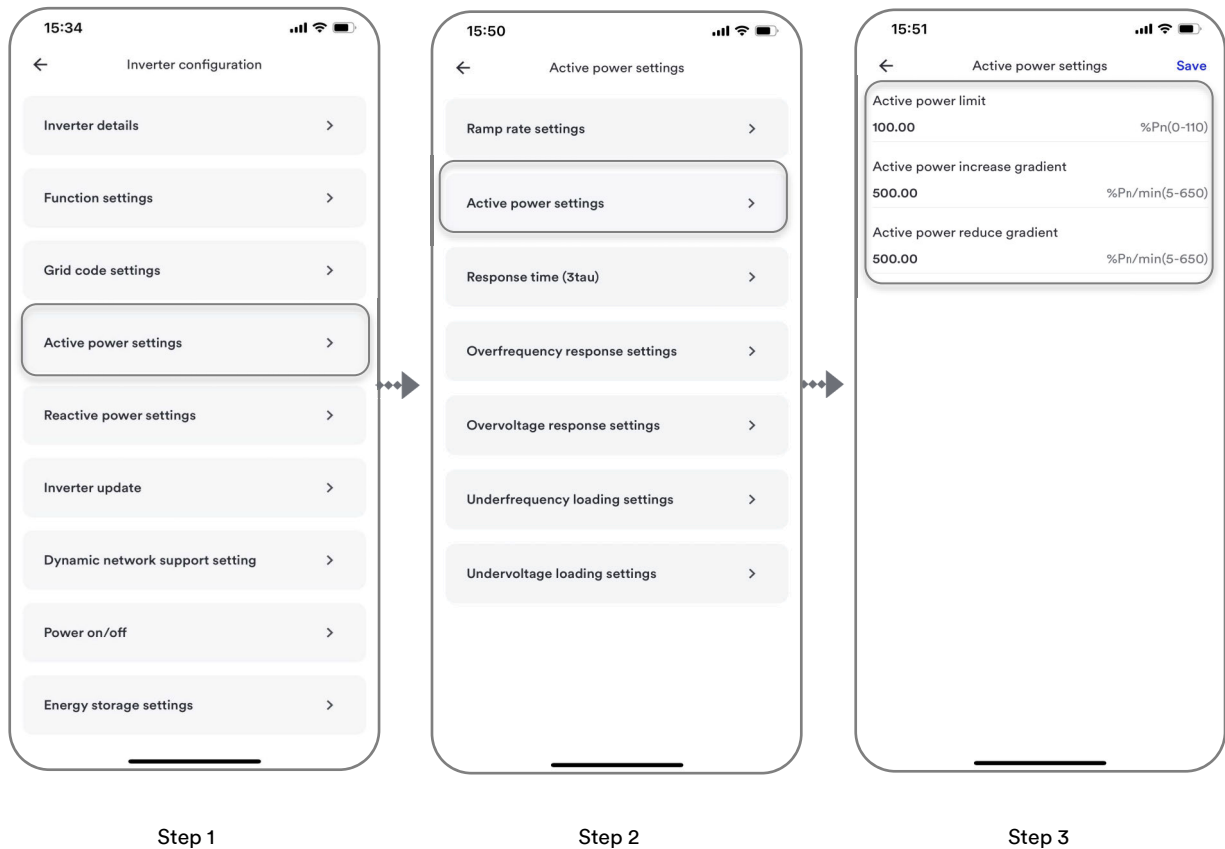 15:34
Inverter configuration
Inverter details
Function settings
Grid code settings
Active power settings
Reactive power settings
Inverter update
Dynamic network support setting
Power on/off
Energy storage settings
Step 1
15:50
Active power settings
Ramp rate settings
Active power settings
Response time (3tau)
Overfrequency response settings
Overvoltage response settings
Underfrequency loading settings
Undervoltage loading settings
Step 2
15:51
Active power settings Save
Active power limit
100.00 %Pn(0-110)
Active power increase gradient
500.00 %Pn/min(5-650)
Active power reduce gradient
500.00 %Pn/min(5-650)
Step 3